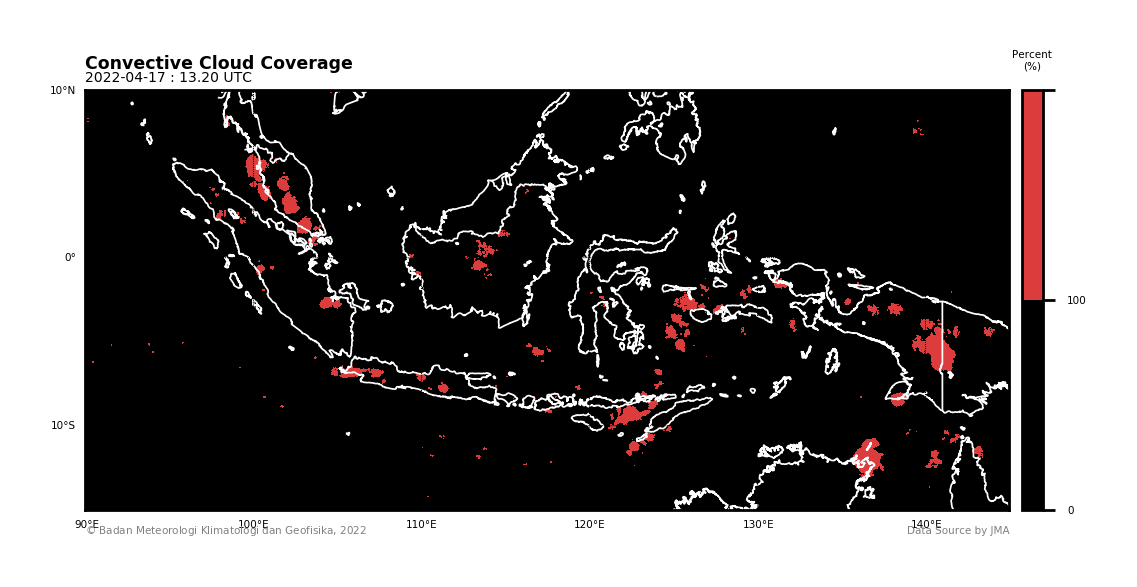 Convective Cloud Coverage
2022-04-17 : 13.20 UTC
Percent
(%)
10°N
0°
10°S
100
0
90°E 100°E 110°E 120°E 130°E 140°E
© Badan Meteorologi Klimatologi dan Geofisika, 2022
Data Source by JMA